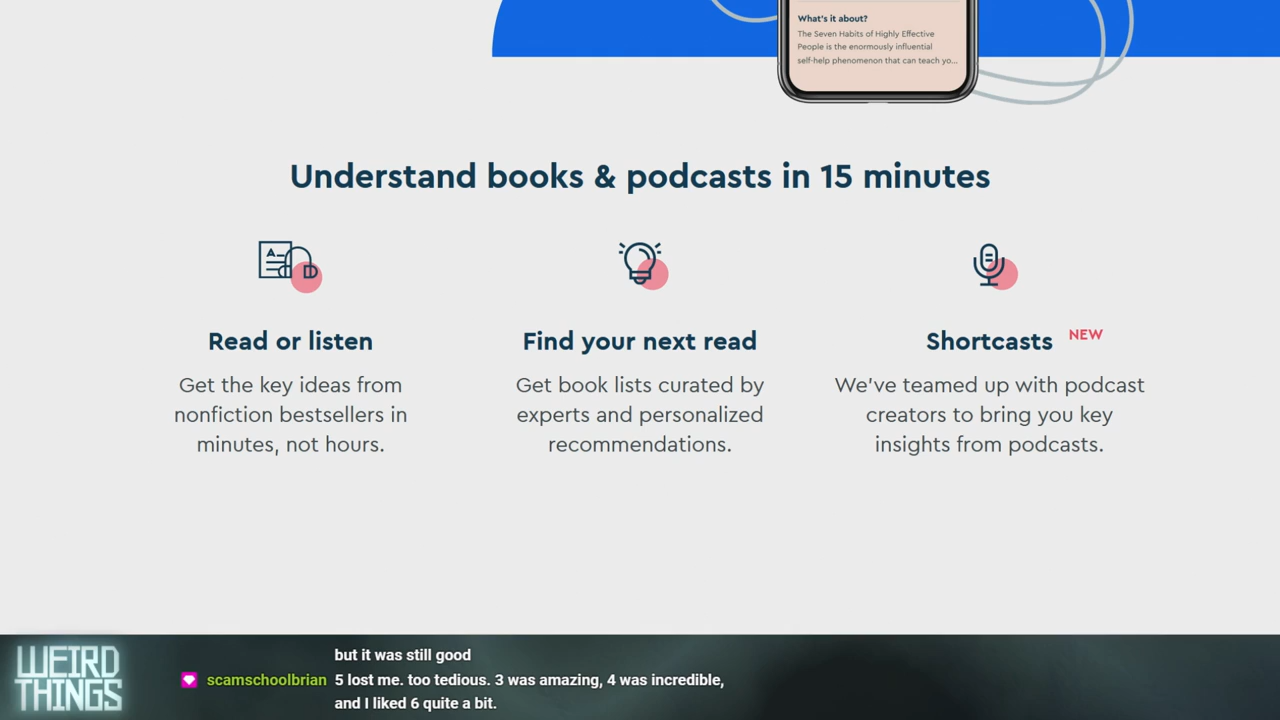 What's it about?
The Seven Habits of Highly Effective
People is the enormously influential
self-help phenomenon that can teach yo...
Understand books & podcasts in 15 minutes
Read or listen
Get the key ideas from
nonfiction bestsellers in
minutes, not hours.
Find your next read
Get book lists curated by
experts and personalized
recommendations.
Shortcasts NEW
We've teamed up with podcast
creators to bring you key
insights from podcasts.
WEIRD
THINGS
but it was still good
scamschoolbrian 5 lost me. too tedious. 3 was amazing, 4 was incredible,
and I liked 6 quite a bit.